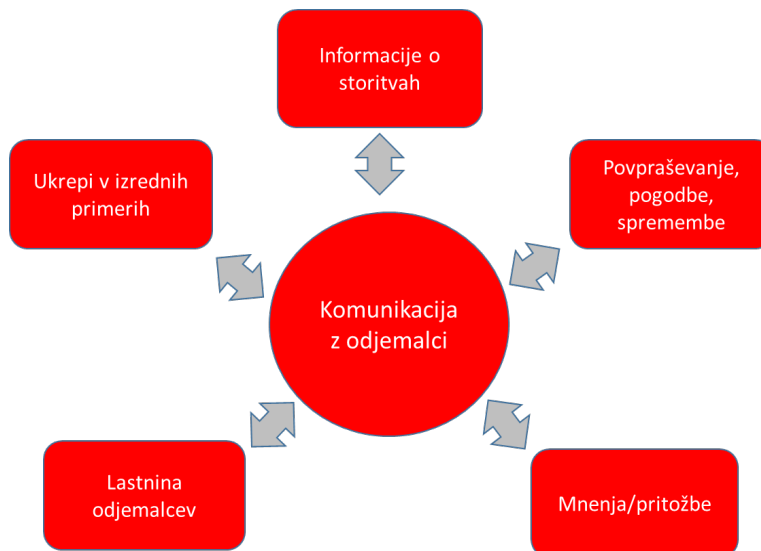 Informacije o
storitvah
Ukrepi v izrednih
primerih
Povpraševanje,
pogodbe,
spremembe
Komunikacija
z odjemalci
Lastnina
odjemalcev
Mnenja/pritožbe